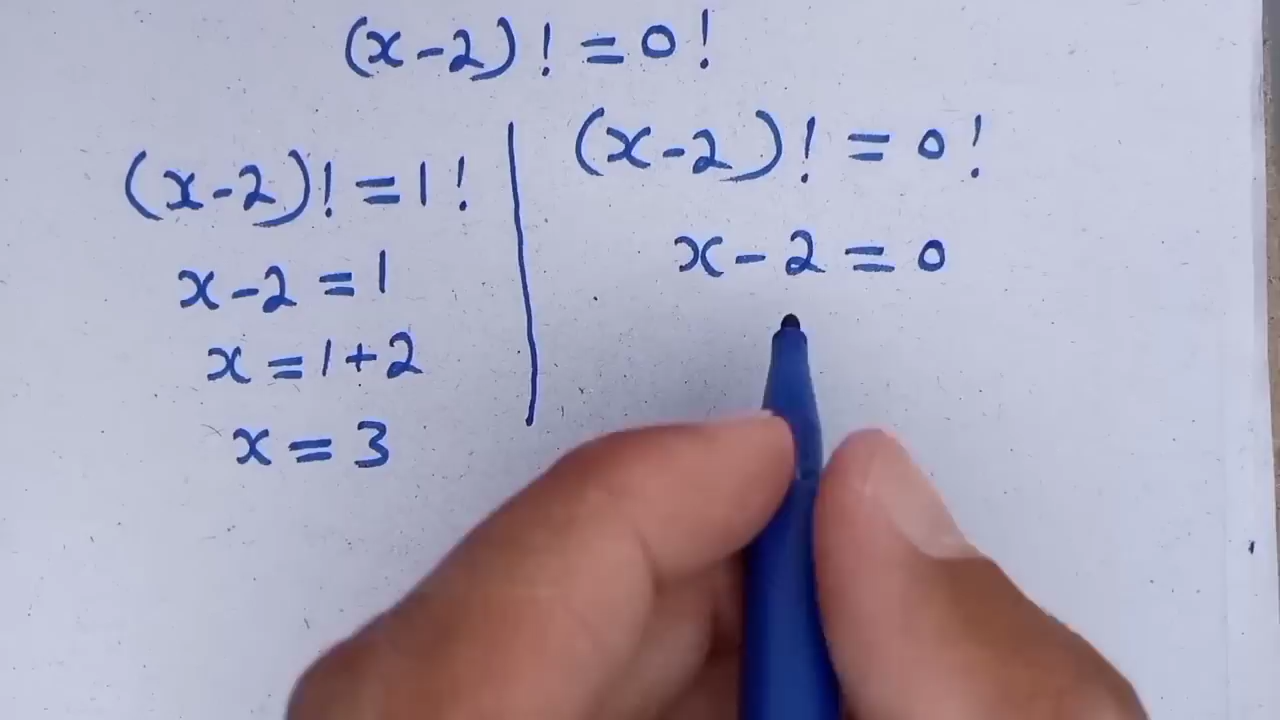 (x-2)! = 0!
(x-2)! = 1!
x-2 = 1
x = 1+2
x = 3
(x-2)! = 0!
x-2 = 0